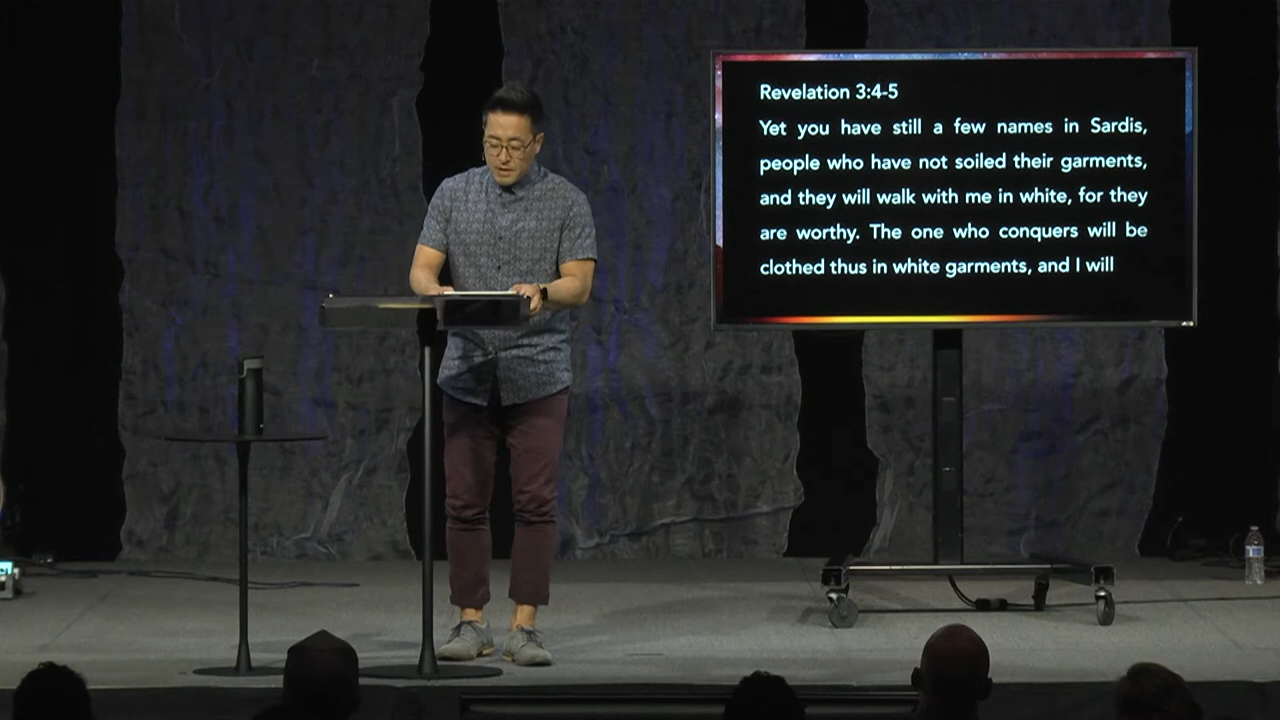 Revelation 3:4-5
Yet you have still a few names in Sardis,
people who have not soiled their garments,
and they will walk with me in white, for they
are worthy. The one who conquers will be
clothed thus in white garments, and I will